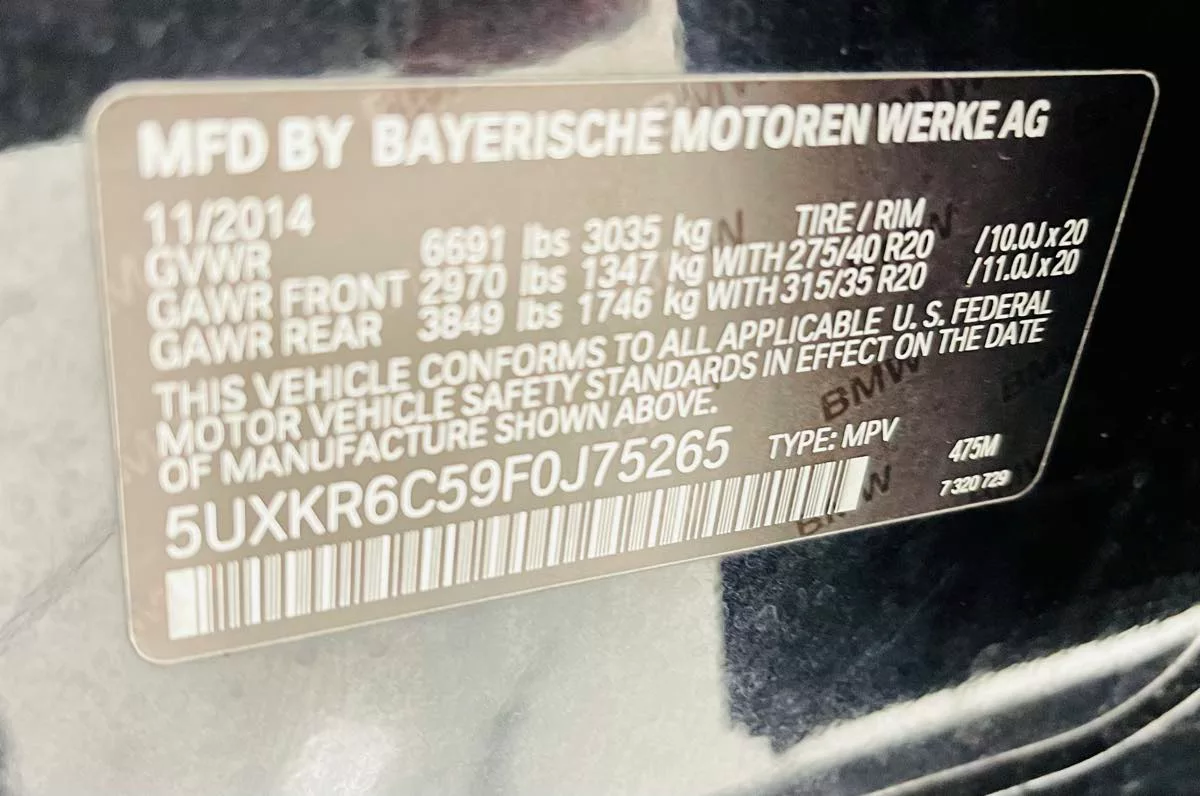 MFD BY BAYERISCHE MOTOREN WERKE AG
11/2014 TIRE / RIM
GVWR 6691 lbs 3035 kg
GAWR FRONT 2970 lbs 1347 kg WITH 275/40 R20 /10.0J x 20
GAWR REAR 3849 lbs 1746 kg WITH 315/35 R20 /11.0J x 20
THIS VEHICLE CONFORMS TO ALL APPLICABLE U. S. FEDERAL
MOTOR VEHICLE SAFETY STANDARDS IN EFFECT ON THE DATE
OF MANUFACTURE SHOWN ABOVE.
5UXKR6C59F0J75265 TYPE: MPV 475M
7 320 729
BMW